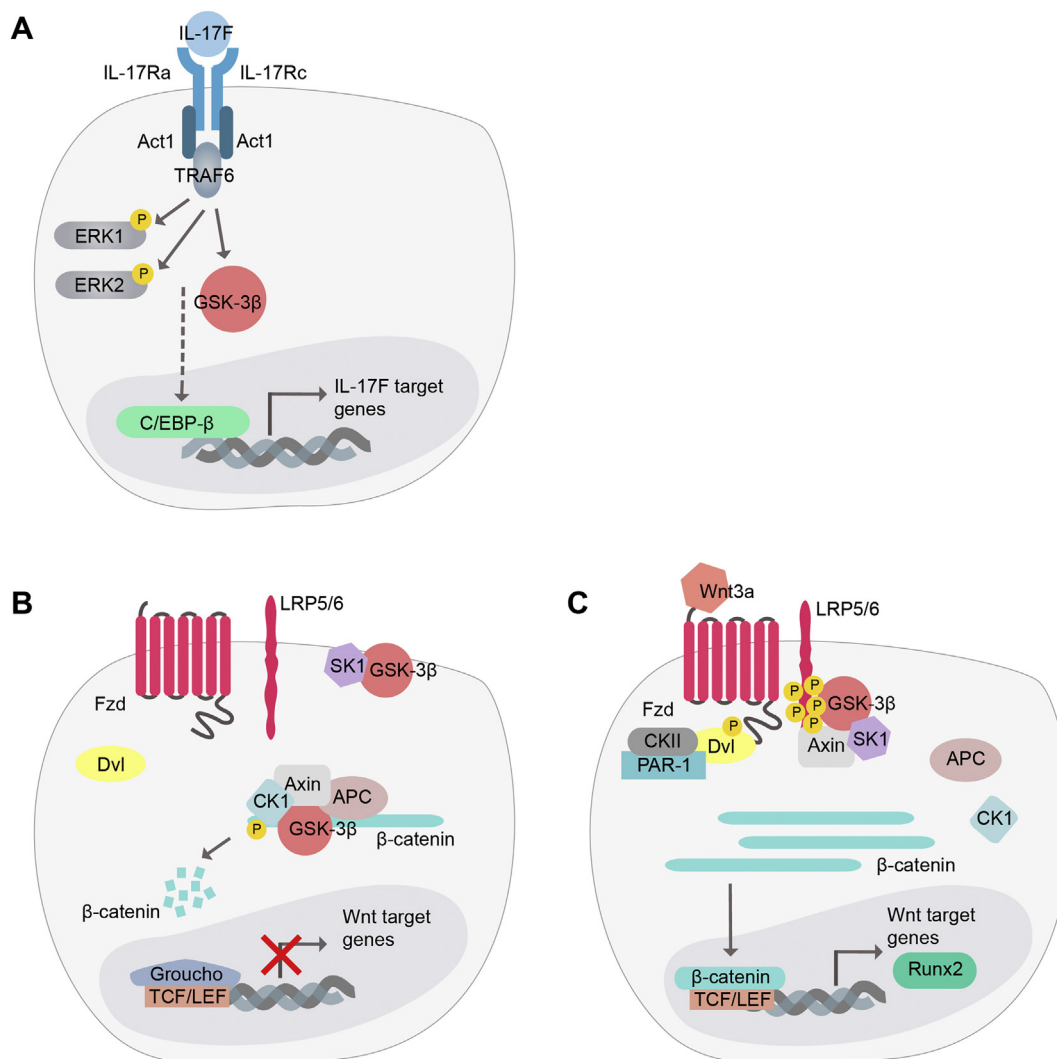 A
IL-17F
IL-17Ra
IL-17Rc
Act1
Act1
TRAF6
P
ERK1
P
ERK2
GSK-3β
IL-17F target
genes
C/EBP-β
B
LRP5/6
SK1
GSK-3β
Fzd
Dvl
Axin
CK1
APC
P
GSK-3β
β-catenin
β-catenin
Wnt target
genes
Groucho
TCF/LEF
C
Wnt3a
LRP5/6
P
P
P
P
P
GSK-3β
Fzd
P
CKII
Dvl
Axin
SK1
PAR-1
APC
CK1
β-catenin
Wnt target
genes
Runx2
β-catenin
TCF/LEF